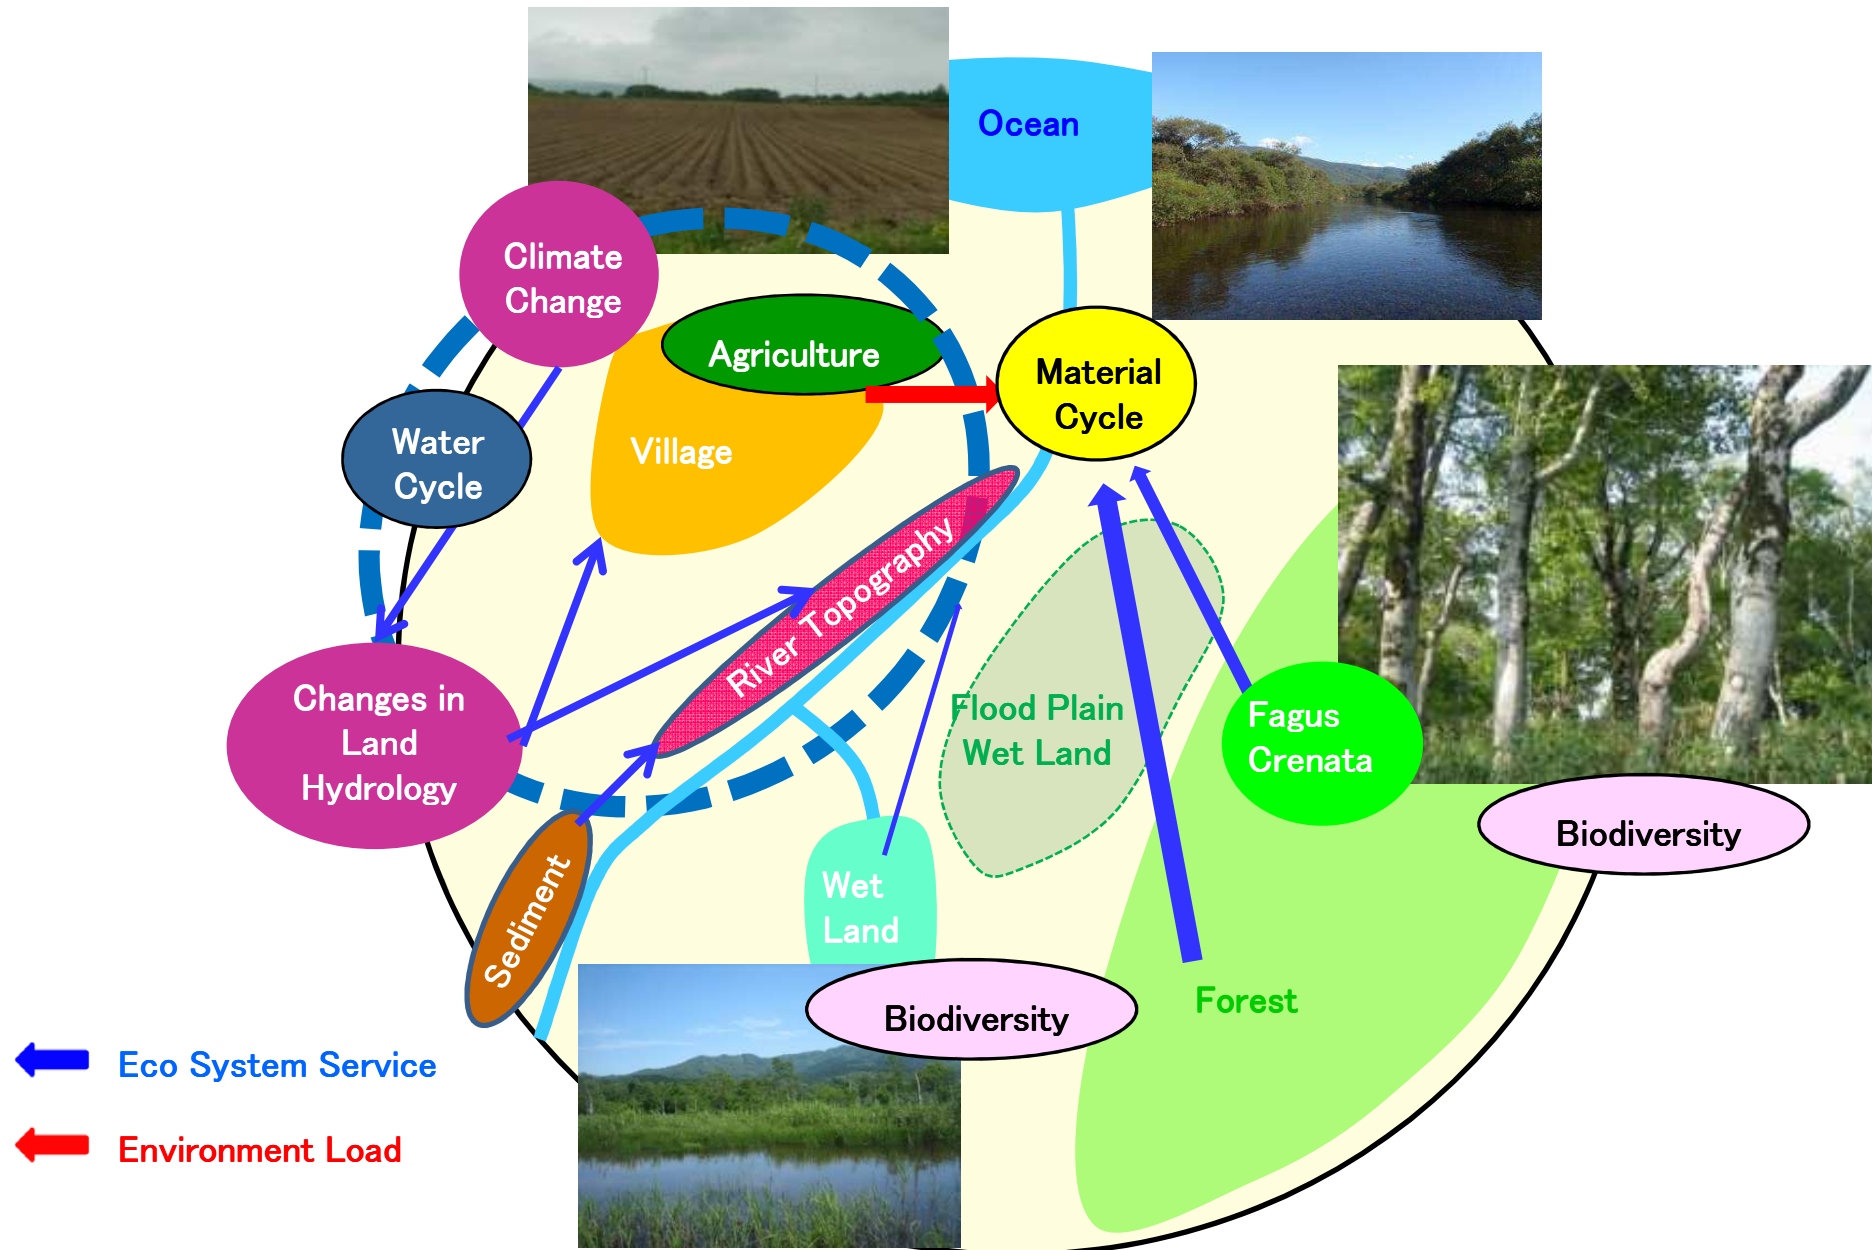 Ocean
Climate
Change
Agriculture
Material
Cycle
Water
Cycle
Village
River Topography
Changes in
Land
Hydrology
Flood Plain
Wet Land
Fagus
Crenata
Biodiversity
Sediment
Wet
Land
Biodiversity
Forest
Eco System Service
Environment Load